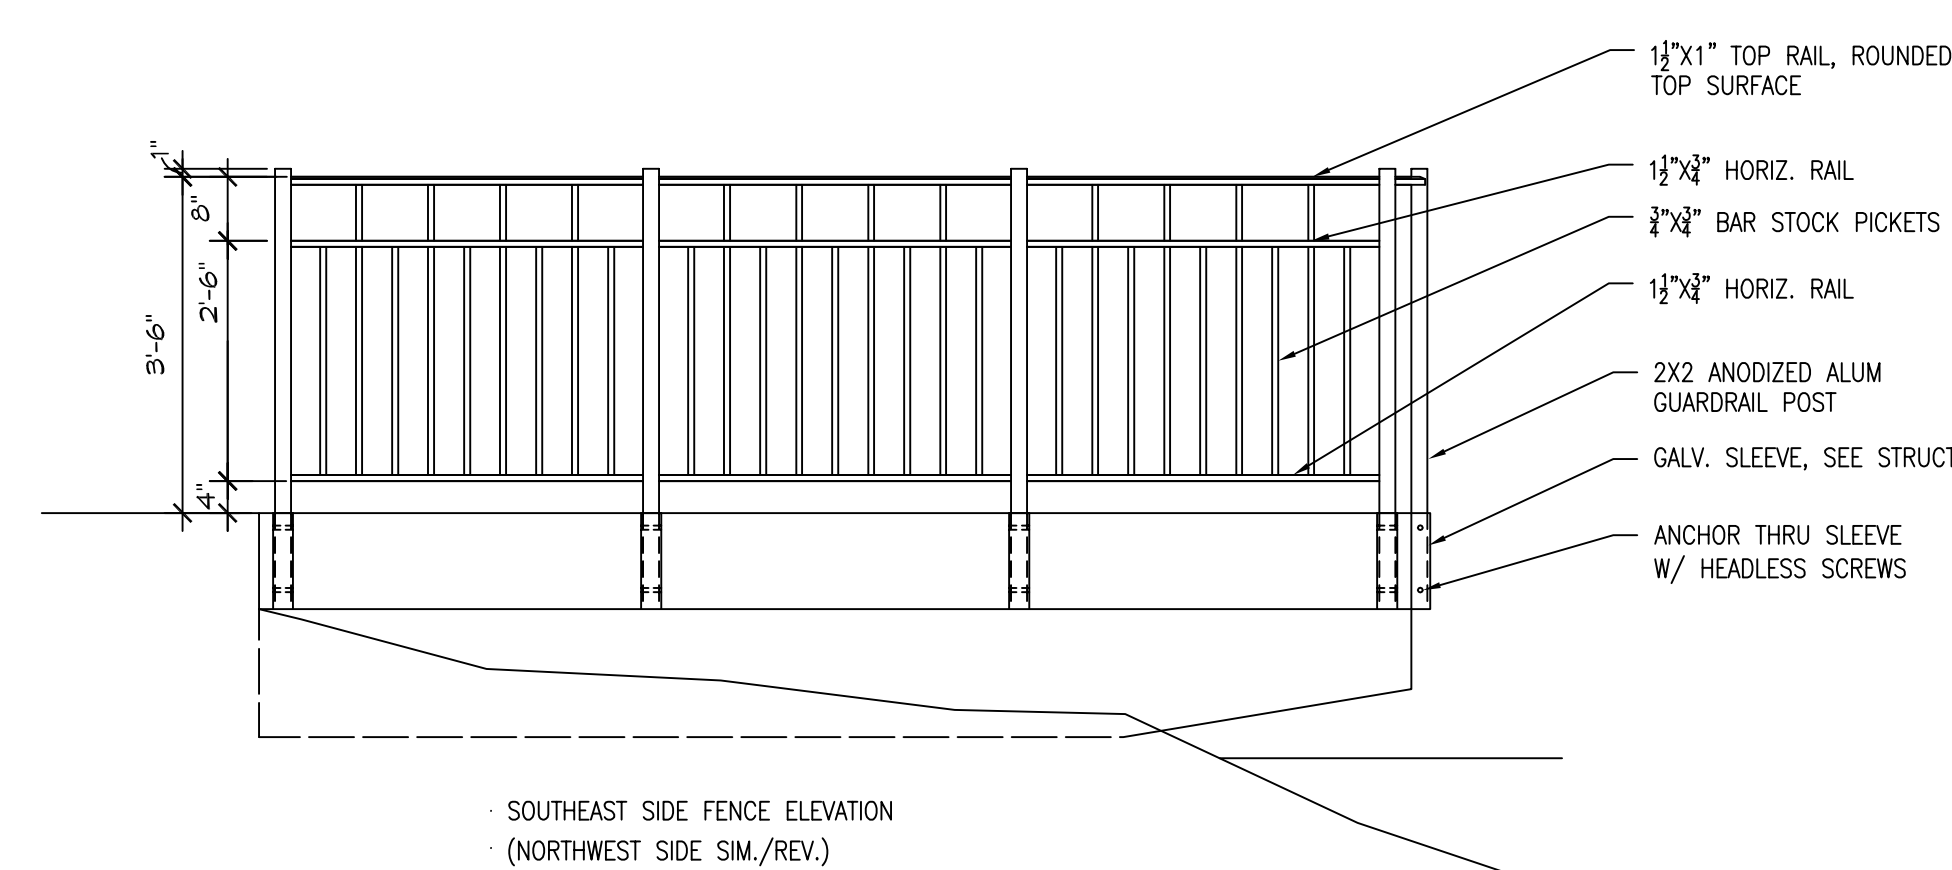 1½"X1" TOP RAIL, ROUNDED
TOP SURFACE
1½"X¾" HORIZ. RAIL
¾"X¾" BAR STOCK PICKETS
1½"X¾" HORIZ. RAIL
2X2 ANODIZED ALUM
GUARDRAIL POST
GALV. SLEEVE, SEE STRUCT
ANCHOR THRU SLEEVE
W/ HEADLESS SCREWS
1"
8"
2'-6"
3'-6"
4"
SOUTHEAST SIDE FENCE ELEVATION
(NORTHWEST SIDE SIM./REV.)